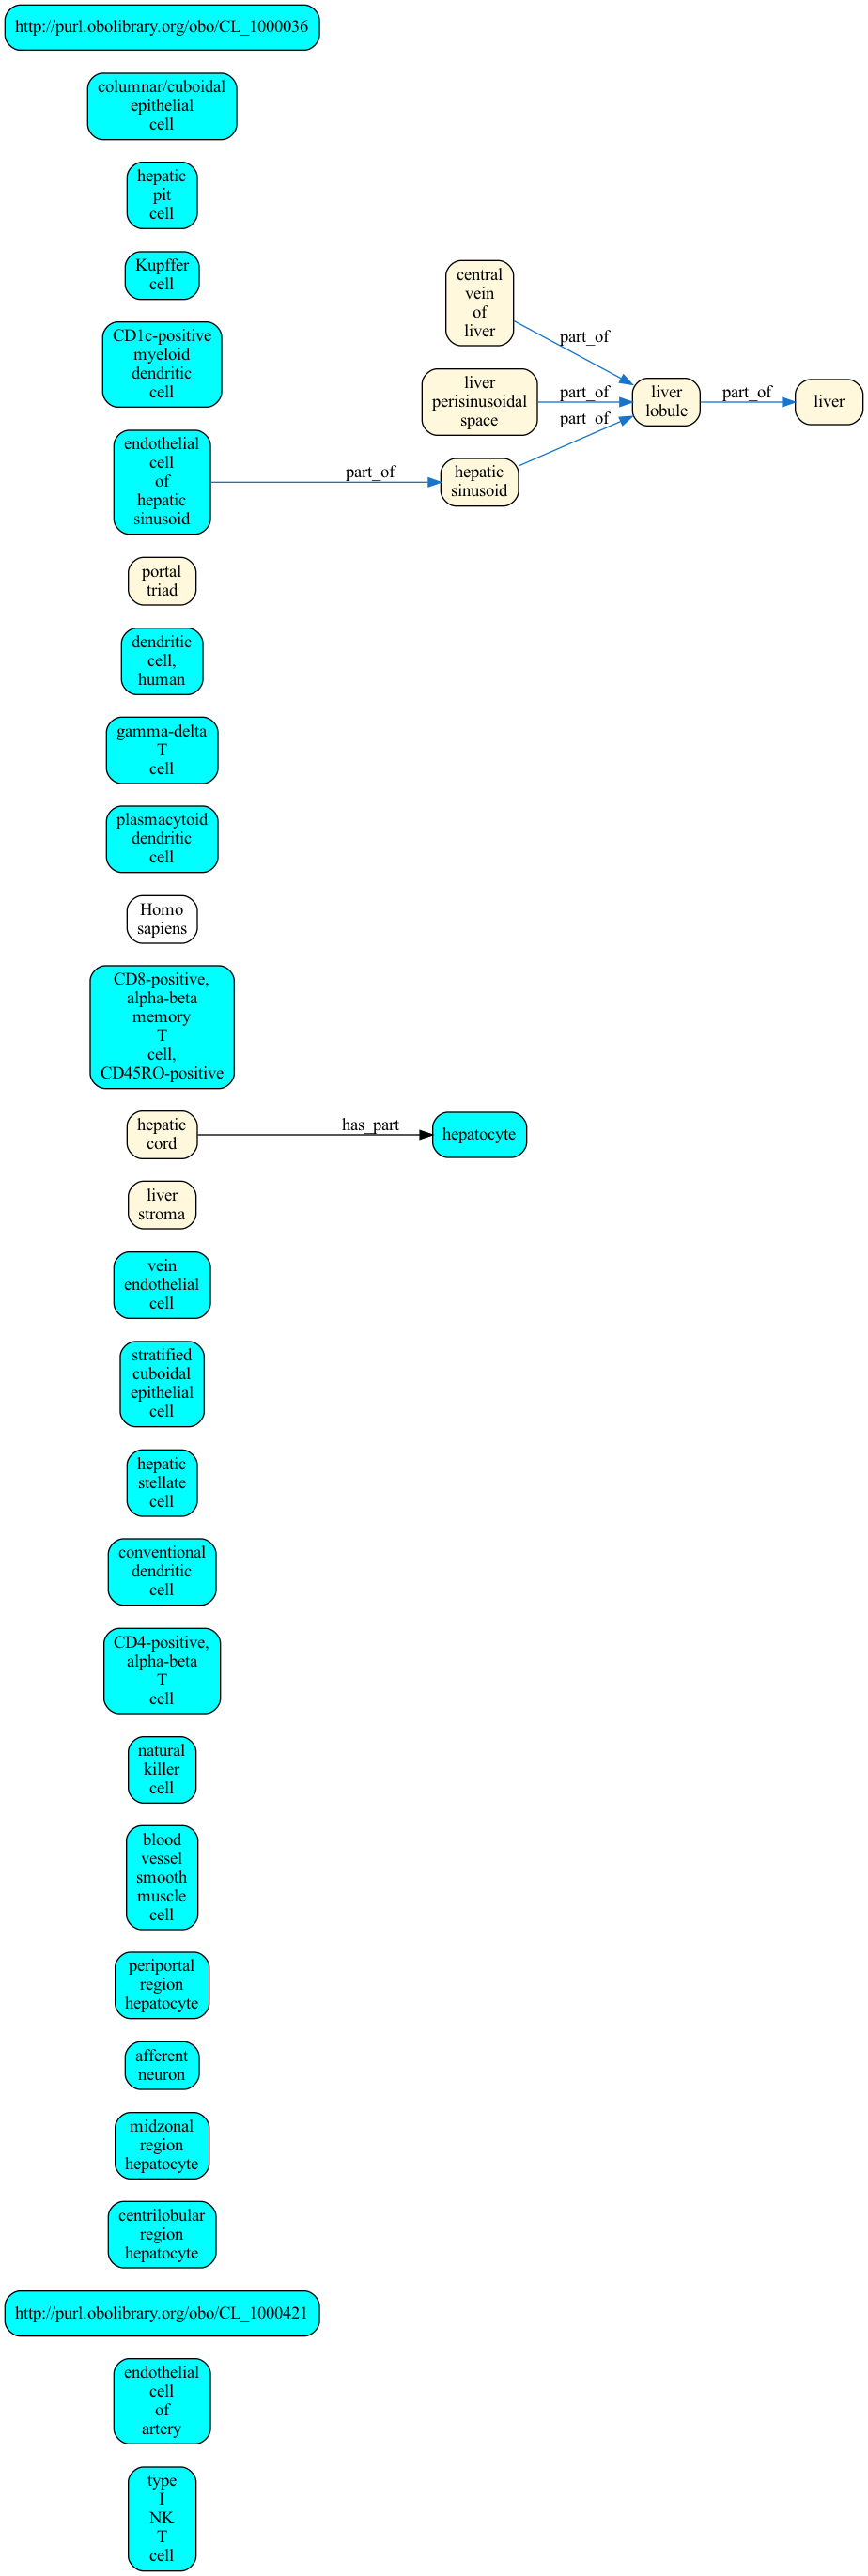 http://purl.obolibrary.org/obo/CL_1000036
columnar/cuboidal
epithelial
cell
hepatic
pit
cell
Kupffer
cell
CD1c-positive
myeloid
dendritic
cell
endothelial
cell
of
hepatic
sinusoid
part_of
central
vein
of
liver
part_of
liver
perisinusoidal
space
part_of
hepatic
sinusoid
part_of
liver
lobule
part_of
liver
portal
triad
dendritic
cell,
human
gamma-delta
T
cell
plasmacytoid
dendritic
cell
Homo
sapiens
CD8-positive,
alpha-beta
memory
T
cell,
CD45RO-positive
hepatic
cord
has_part
hepatocyte
liver
stroma
vein
endothelial
cell
stratified
cuboidal
epithelial
cell
hepatic
stellate
cell
conventional
dendritic
cell
CD4-positive,
alpha-beta
T
cell
natural
killer
cell
blood
vessel
smooth
muscle
cell
periportal
region
hepatocyte
afferent
neuron
midzonal
region
hepatocyte
centrilobular
region
hepatocyte
http://purl.obolibrary.org/obo/CL_1000421
endothelial
cell
of
artery
type
I
NK
T
cell